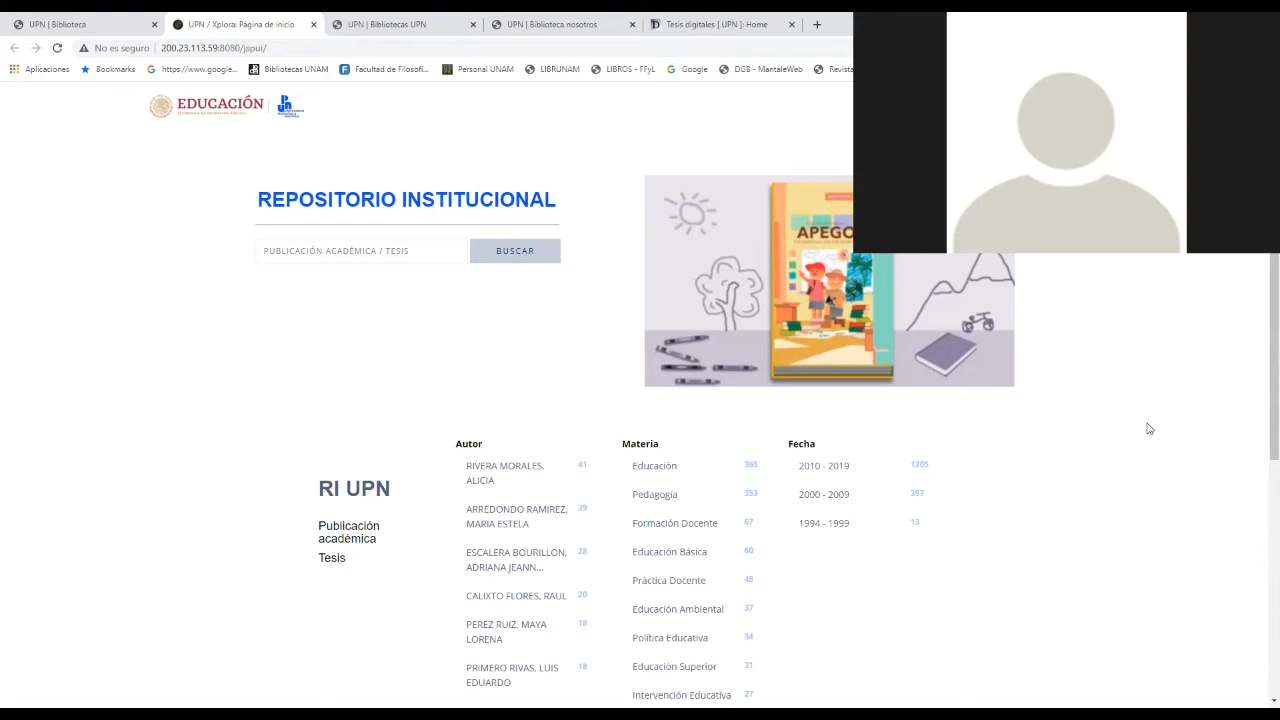 UPN | Biblioteca
UPN / Xplora: Página de inicio
UPN | Bibliotecas UPN
UPN | Biblioteca nosotros
Tesis digitales [ UPN ]: Home
No es seguro
200.23.113.59:8080/jspui/
Aplicaciones
Bookmarks
https://www.google...
Bibliotecas UNAM
Facultad de Filosofí...
Personal UNAM
LIBRUNAM
LIBROS - FFyL
Google
DGB - MantaleWeb
Revista
EDUCACIÓN
SECRETARÍA DE EDUCACIÓN PÚBLICA
REPOSITORIO INSTITUCIONAL
PUBLICACIÓN ACADÉMICA / TESIS
BUSCAR
APEGO
RI UPN
Publicación
académica
Tesis
Autor
RIVERA MORALES,
ALICIA
41
ARREDONDO RAMIREZ,
MARIA ESTELA
39
ESCALERA BOURILLON,
ADRIANA JEANN...
28
CALIXTO FLORES, RAUL
20
PEREZ RUIZ, MAYA
LORENA
18
PRIMERO RIVAS, LUIS
EDUARDO
18
Materia
Educación
365
Pedagogía
353
Formación Docente
67
Educación Básica
60
Práctica Docente
48
Educación Ambiental
37
Política Educativa
34
Educación Superior
31
Intervención Educativa
27
Fecha
2010 - 2019
1205
2000 - 2009
397
1994 - 1999
13